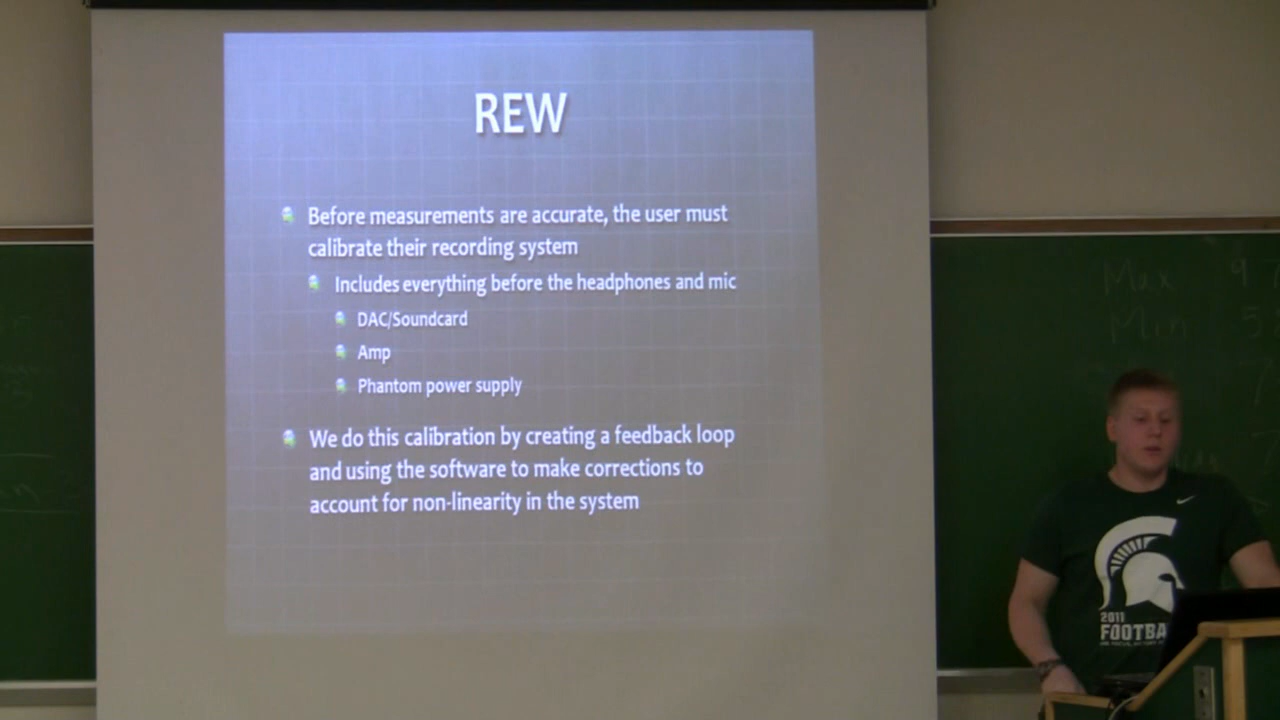 REW
Before measurements are accurate, the user must
calibrate their recording system
Includes everything before the headphones and mic
DAC/Soundcard
Amp
Phantom power supply
We do this calibration by creating a feedback loop
and using the software to make corrections to
account for non-linearity in the system
Max 9
Min 5
2011
FOOTBA